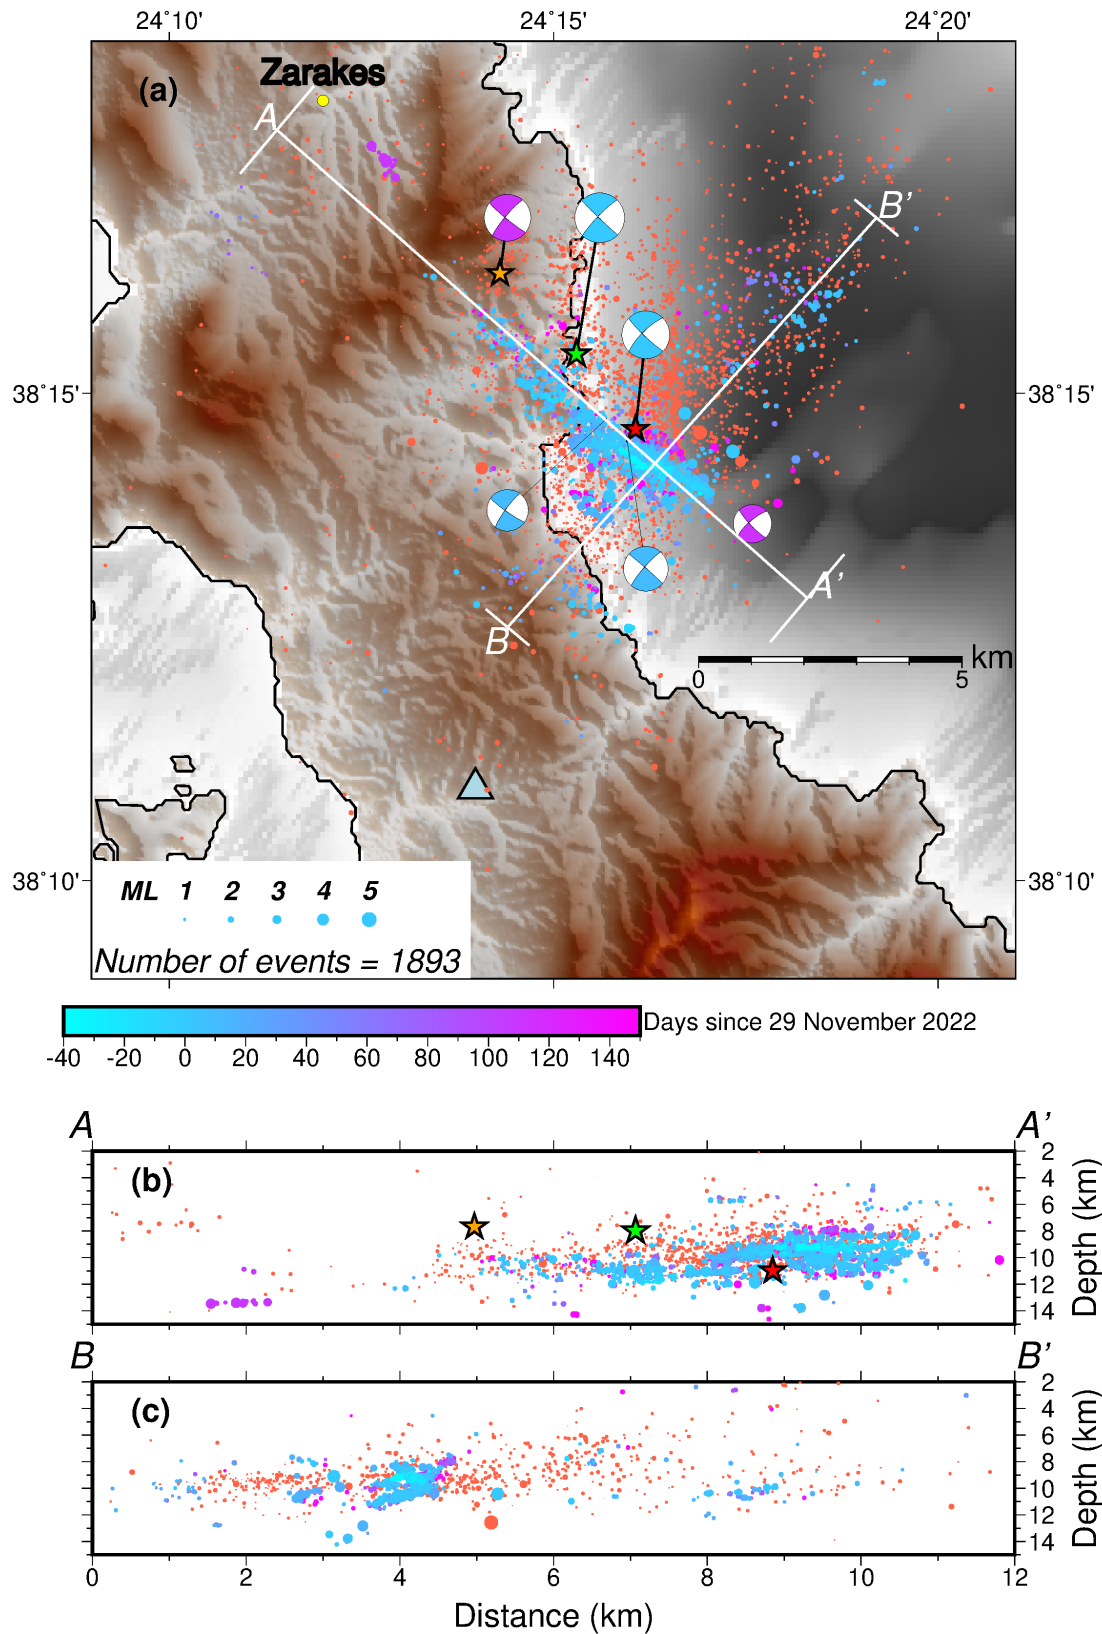 24˚10' 24˚15' 24˚20'
(a)
Zarakes
A
B'
38˚15' 38˚15'
A'
B
km
0 5
38˚10' 38˚10'
ML 1 2 3 4 5
Number of events = 1893
Days since 29 November 2022
-40 -20 0 20 40 60 80 100 120 140
A A'
(b)
2
4
6
8
10
12
14
Depth (km)
B B'
(c)
2
4
6
8
10
12
14
Depth (km)
0 2 4 6 8 10 12
Distance (km)